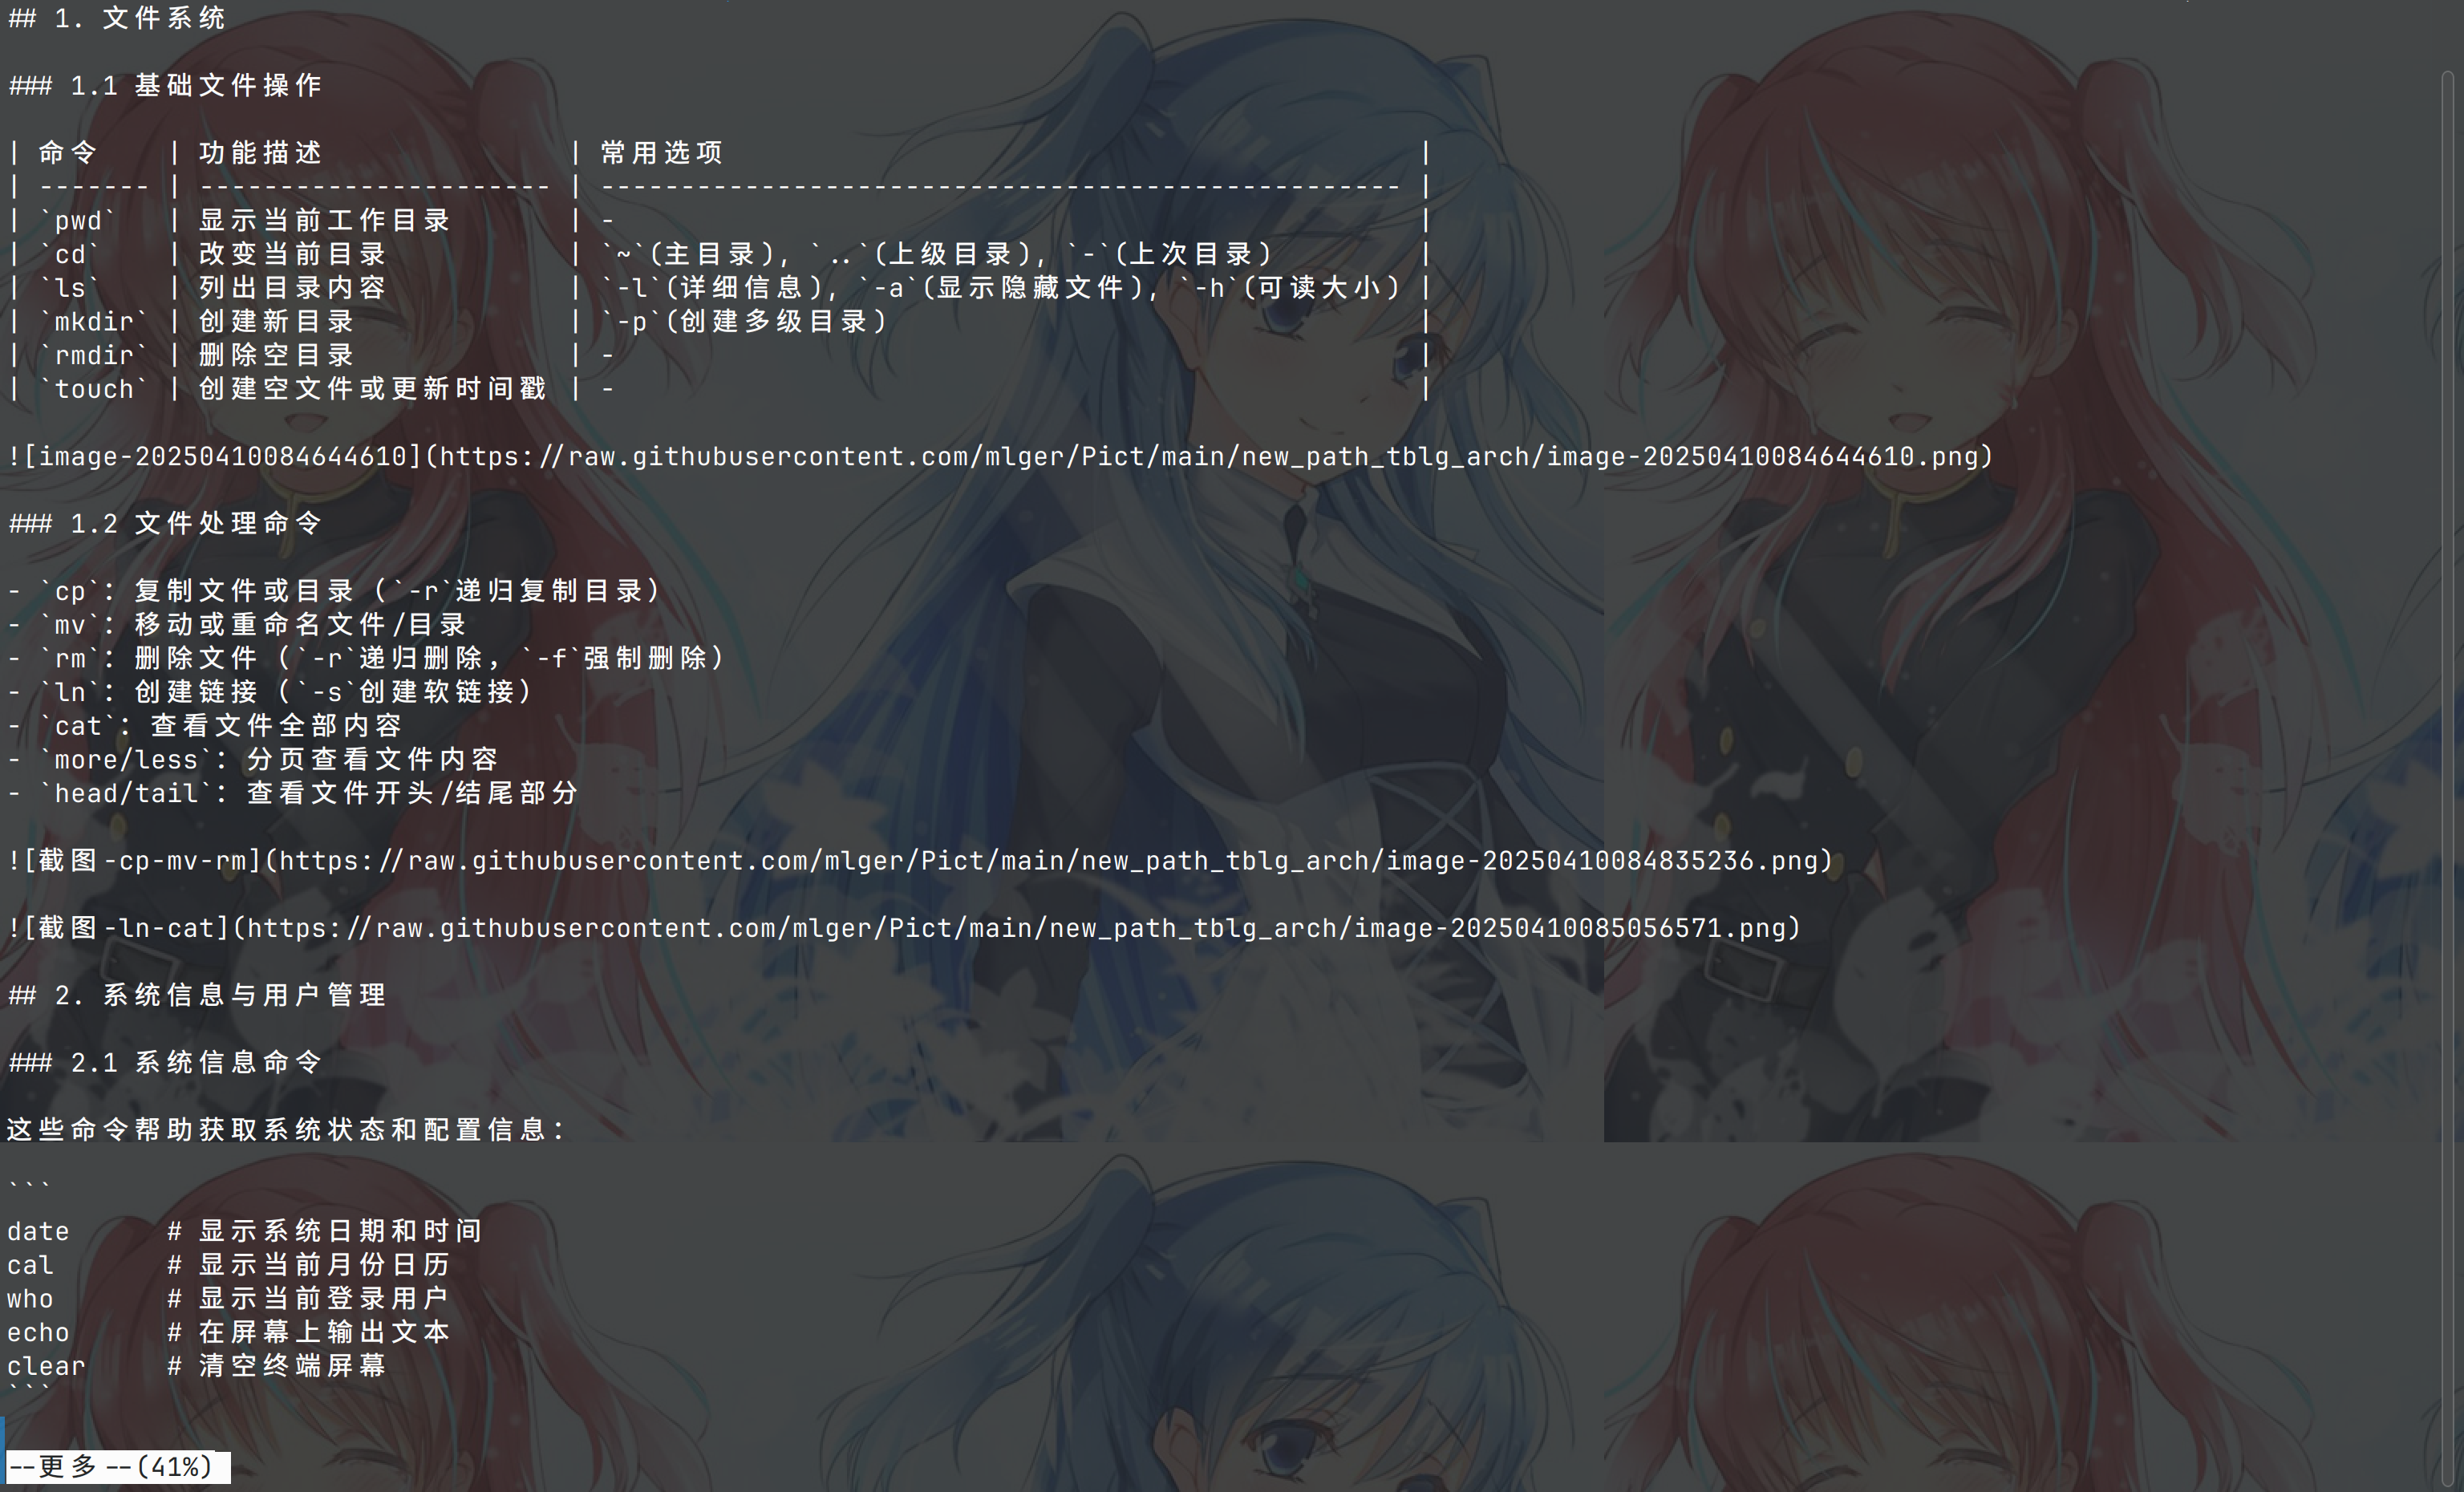 ## 1. 文件系统
### 1.1 基础文件操作
| 命令    | 功能描述               | 常用选项                                           |
| ------- | ---------------------- | -------------------------------------------------- |
| `pwd`   | 显示当前工作目录       | -                                                  |
| `cd`    | 改变当前目录           | `~`(主目录), `..`(上级目录), `-`(上次目录)         |
| `ls`    | 列出目录内容           | `-l`(详细信息), `-a`(显示隐藏文件), `-h`(可读大小) |
| `mkdir` | 创建新目录             | `-p`(创建多级目录)                                 |
| `rmdir` | 删除空目录             | -                                                  |
| `touch` | 创建空文件或更新时间戳 | -                                                  |
![image-20250410084644610](https://raw.githubusercontent.com/mlger/Pict/main/new_path_tblg_arch/image-20250410084644610.png)
### 1.2 文件处理命令
- `cp`：复制文件或目录（`-r`递归复制目录）
- `mv`：移动或重命名文件/目录
- `rm`：删除文件（`-r`递归删除，`-f`强制删除）
- `ln`：创建链接（`-s`创建软链接）
- `cat`：查看文件全部内容
- `more/less`：分页查看文件内容
- `head/tail`：查看文件开头/结尾部分
![截图-cp-mv-rm](https://raw.githubusercontent.com/mlger/Pict/main/new_path_tblg_arch/image-20250410084835236.png)
![截图-ln-cat](https://raw.githubusercontent.com/mlger/Pict/main/new_path_tblg_arch/image-20250410085056571.png)
## 2. 系统信息与用户管理
### 2.1 系统信息命令
这些命令帮助获取系统状态和配置信息：
```
date      # 显示系统日期和时间
cal       # 显示当前月份日历
who       # 显示当前登录用户
echo      # 在屏幕上输出文本
clear     # 清空终端屏幕
```
--更多--(41%)